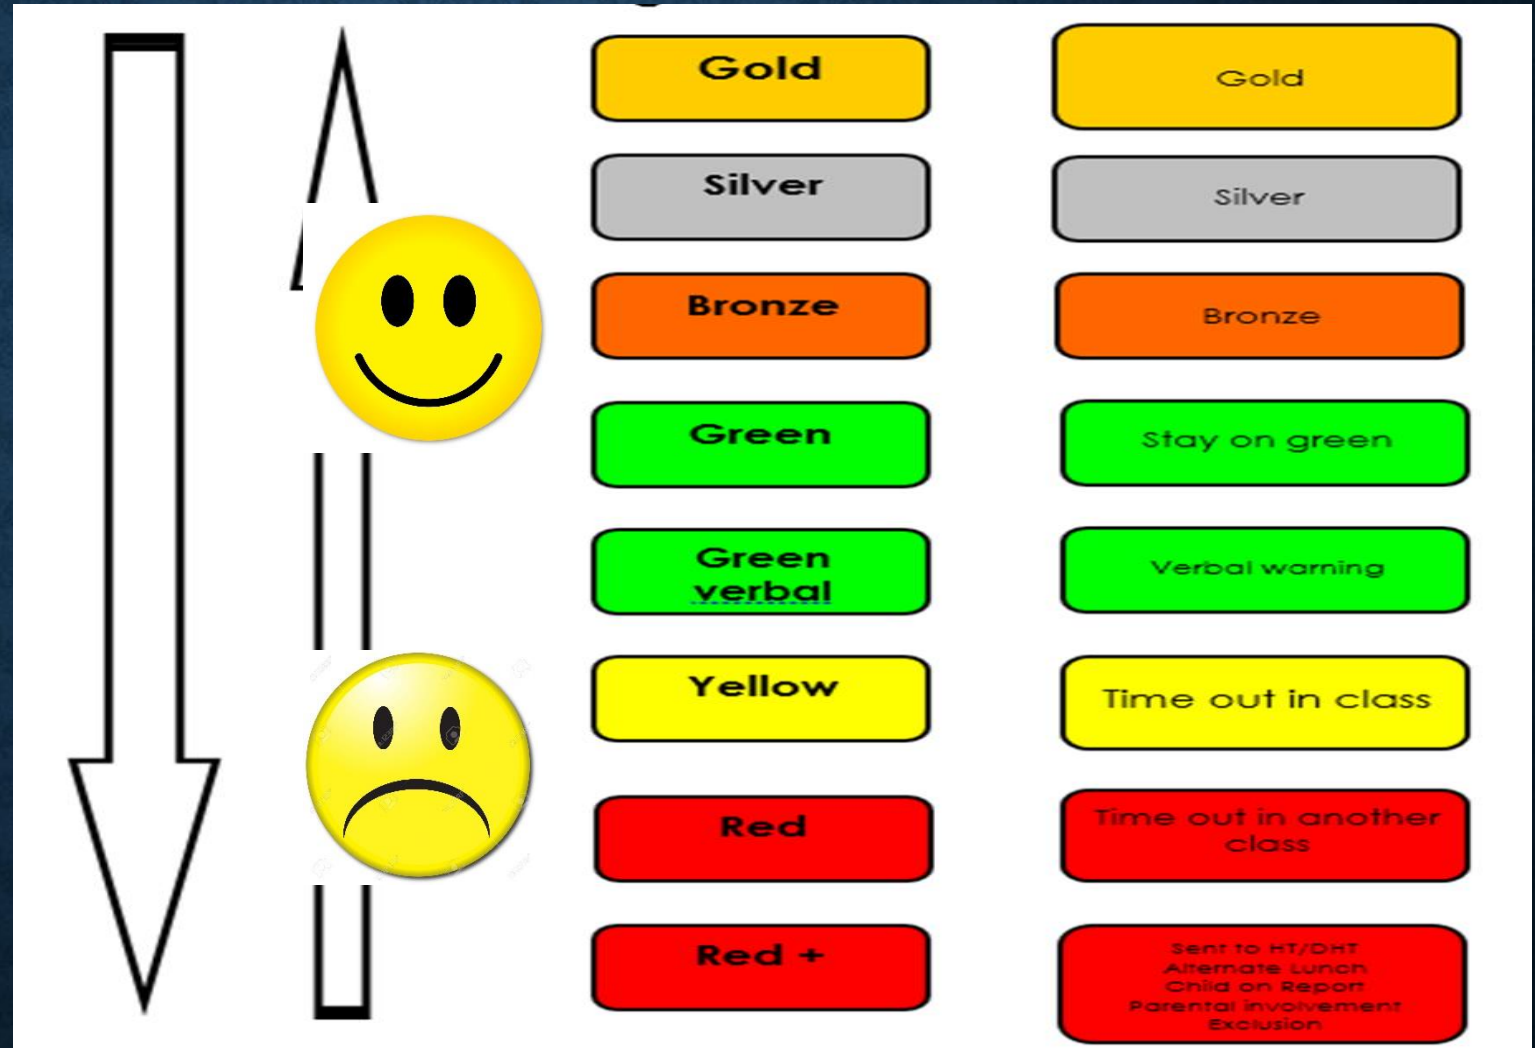 Gold
Gold
Silver
Silver
Bronze
Bronze
Green
Stay on green
Green
verbal
Verbal warning
Yellow
Time out in class
Red
Time out in another
class
Red +
Sent to HT/DHT
Alternate Lunch
Child on Report
Parental involvement
Exclusion